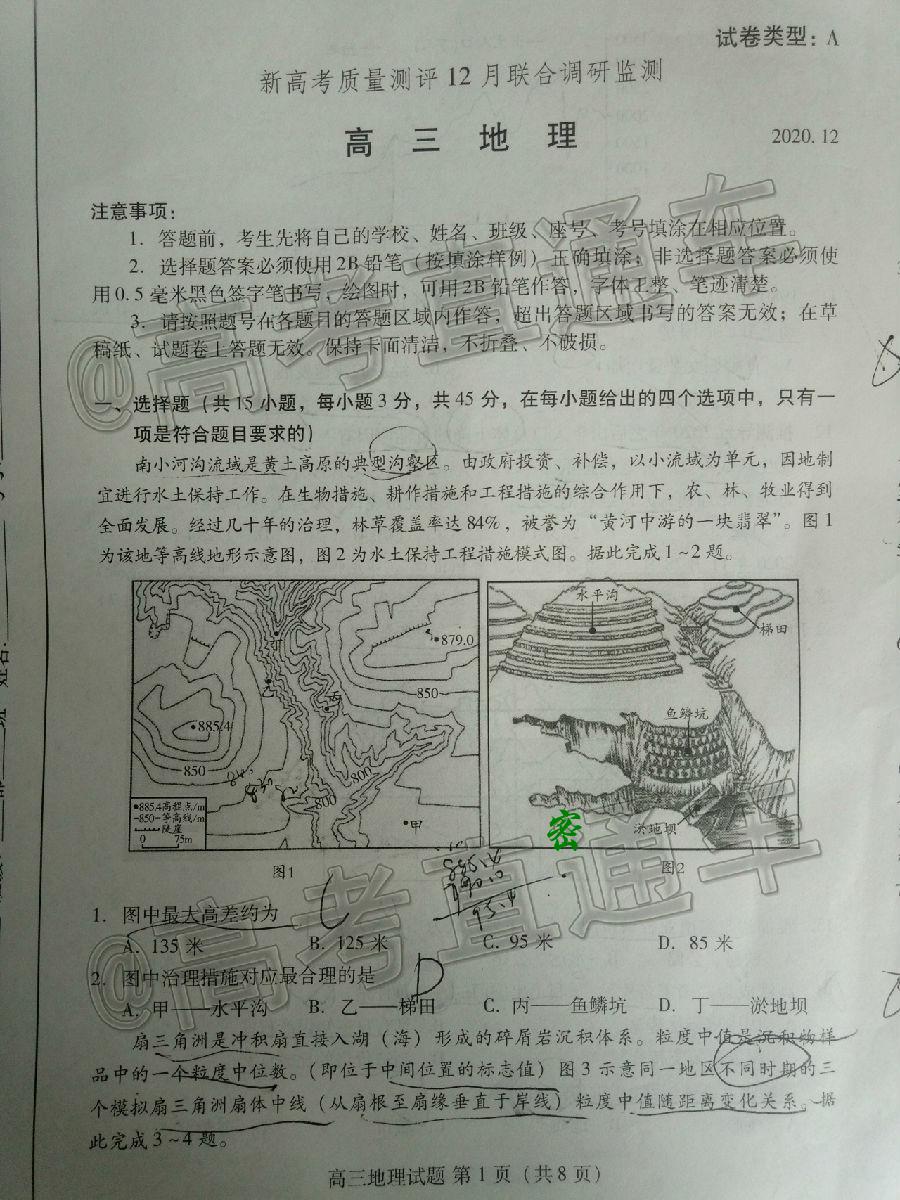 试卷类型：A
新高考质量测评12月联合调研监测
高三地理
2020.12
注意事项：
1．答题前，考生先将自己的学校、姓名、班级、座号、考号填涂在相应位置。
2．选择题答案必须使用2B铅笔（按填涂样例）正确填涂；非选择题答案必须使
用0.5毫米黑色签字笔书写，绘图时，可用2B铅笔作答，字体工整、笔迹清楚。
3．请按照题号在各题目的答题区域内作答，超出答题区域书写的答案无效；在草
稿纸、试题卷上答题无效。保持卡面清洁，不折叠、不破损。
一、选择题（共15小题，每小题3分，共45分，在每小题给出的四个选项中，只有一
项是符合题目要求的）
南小河沟流域是黄土高原的典型沟壑区。由政府投资、补偿，以小流域为单元，因地制
宜进行水土保持工作。在生物措施、耕作措施和工程措施的综合作用下，农、林、牧业得到
全面发展。经过几十年的治理，林草覆盖率达84%，被誉为“黄河中游的一块翡翠”。图1
为该地等高线地形示意图，图2为水土保持工程措施模式图。据此完成1~2题。
879.0
850
乙
丙
885.4
850
800
800
甲
885.4高程点/m
850等高线/m
陡崖
0 75m
图1
水平沟
梯田
鱼鳞坑
淤地坝
密
图2
885.4
790.0
95.4
1．图中最大高差约为 C
A．135米 B．125米 C．95米 D．85米
2．图中治理措施对应最合理的是 D
A．甲——水平沟 B．乙——梯田 C．丙——鱼鳞坑 D．丁——淤地坝
扇三角洲是冲积扇直接入湖（海）形成的碎屑岩沉积体系。粒度中值是沉积物样
品中的一个粒度中位数。（即位于中间位置的标志值）图3示意同一地区不同时期的三
个模拟扇三角洲扇体中线（从扇根至扇缘垂直于岸线）粒度中值随距离变化关系。据
此完成3~4题。
高三地理试题 第1页（共8页）
@高考直通车
@高考直通车
姓名：
班